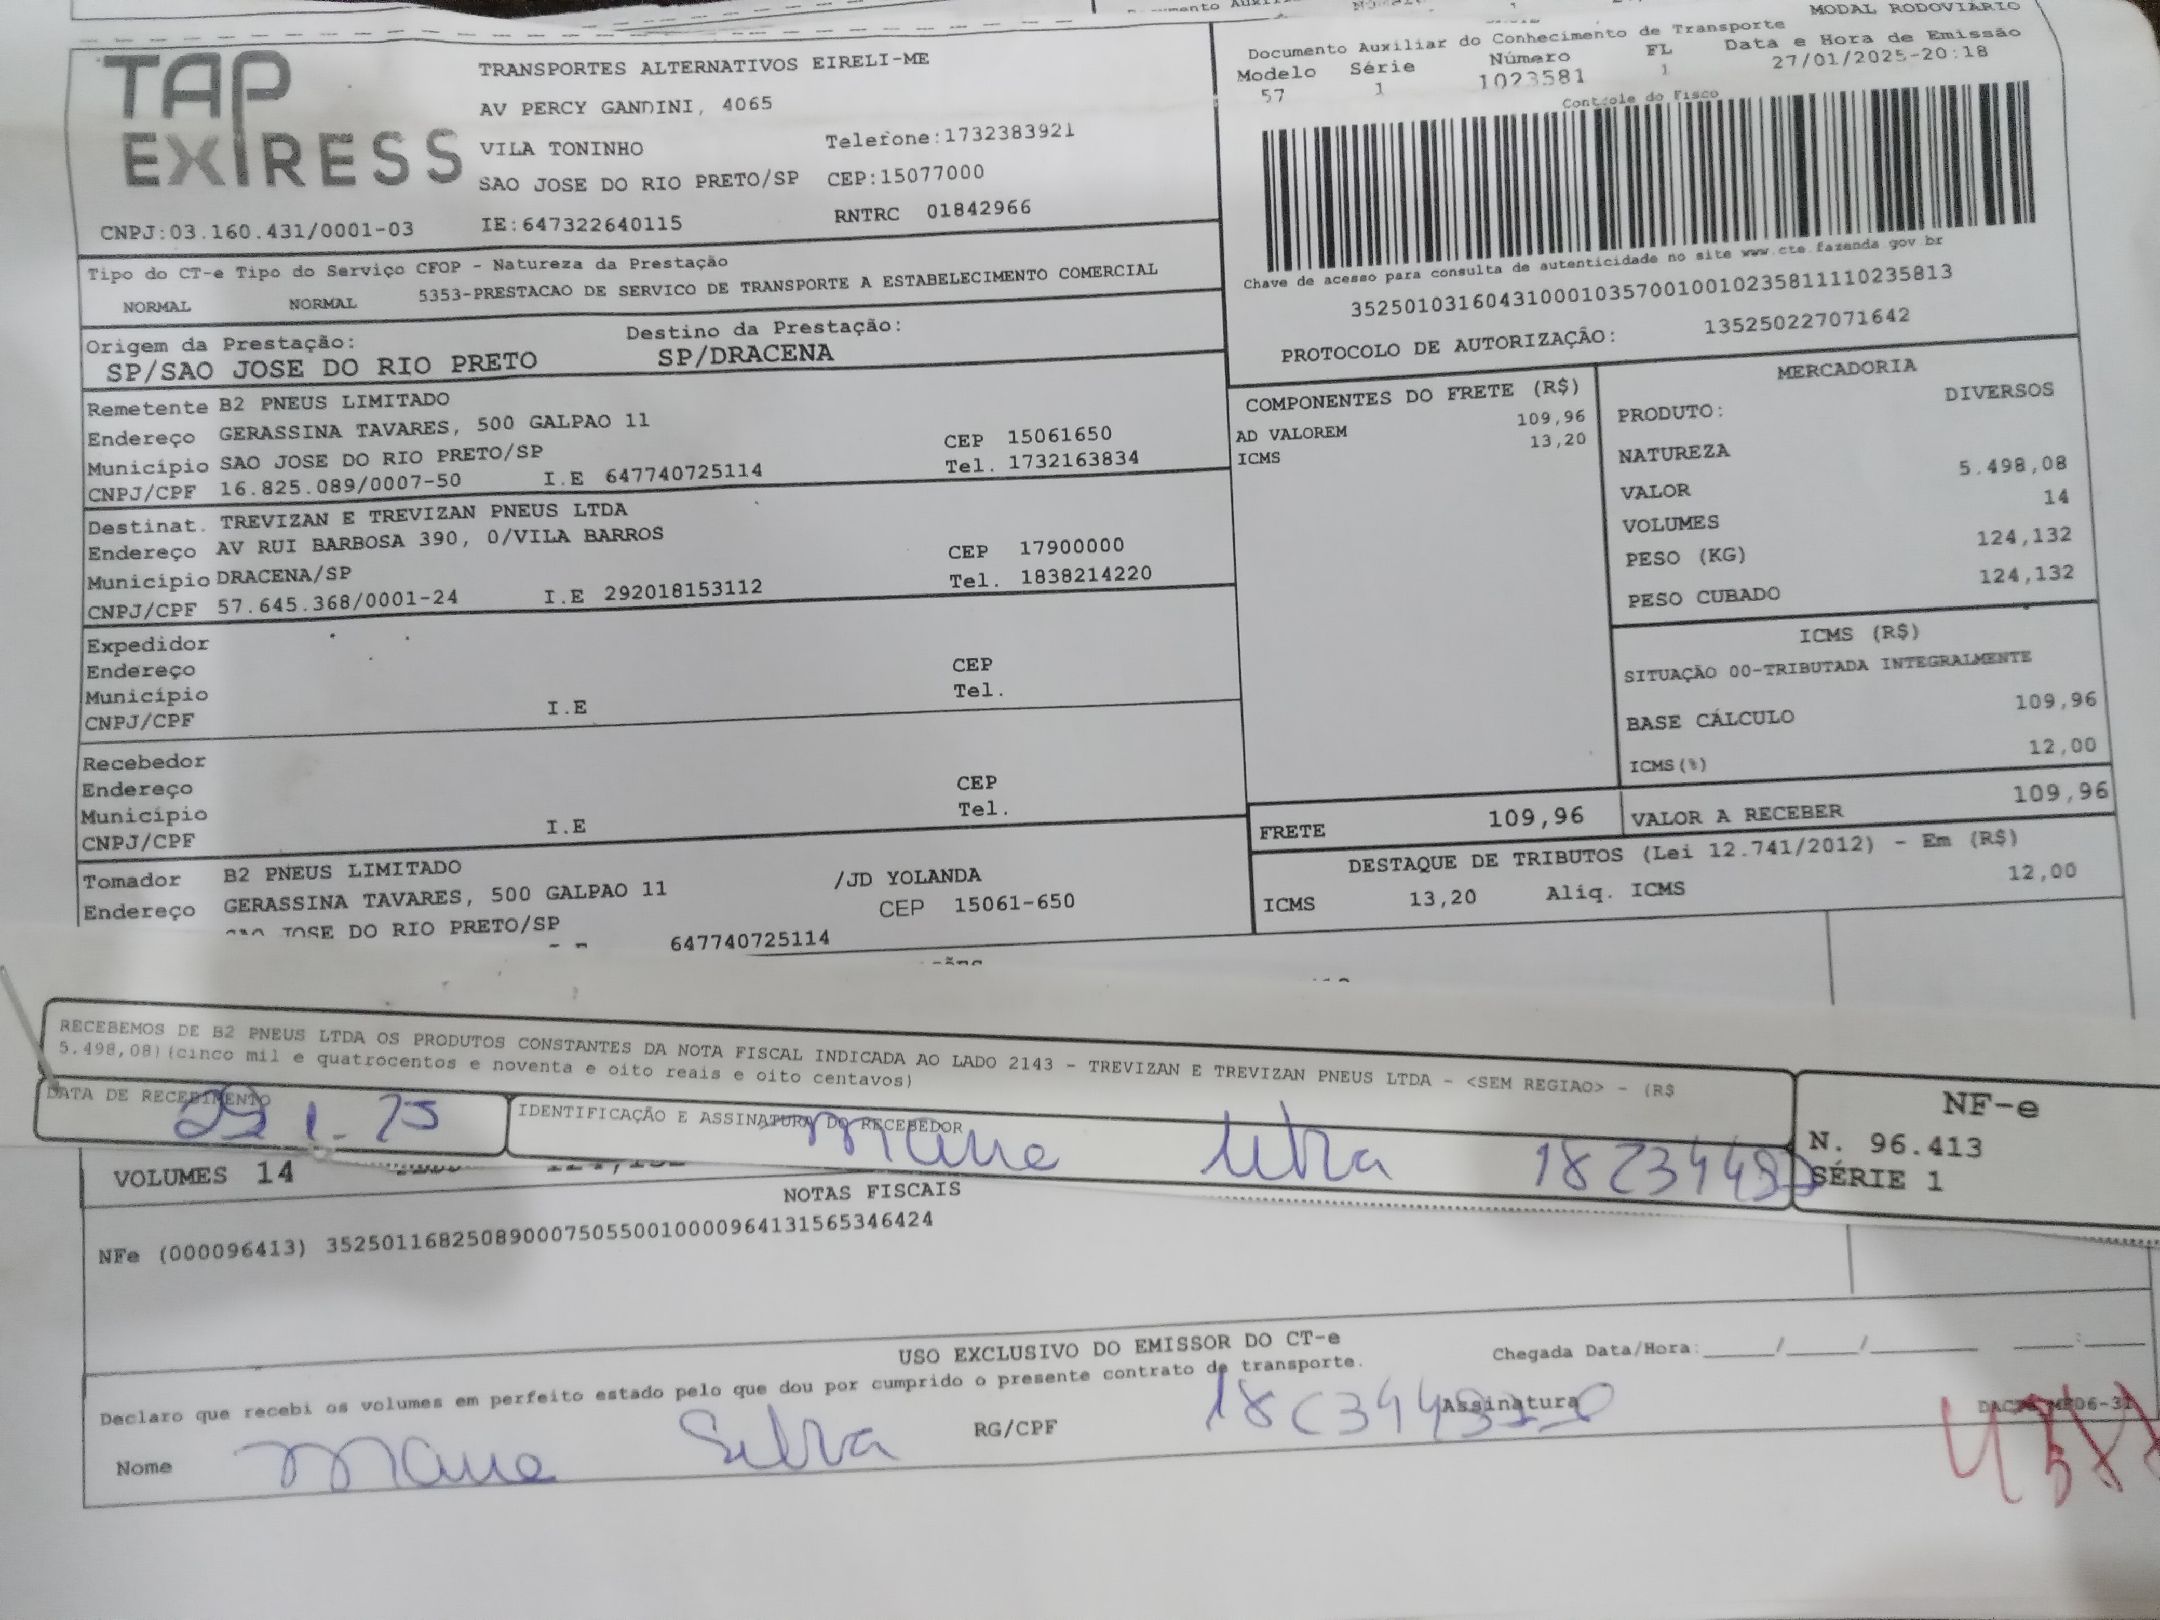 MODAL RODOVIÁRIO
TAP EXPRESS
TRANSPORTES ALTERNATIVOS EIRELI-ME
AV PERCY GANDINI, 4065
VILA TONINHO Telefone:1732383921
SAO JOSE DO RIO PRETO/SP CEP:15077000
CNPJ:03.160.431/0001-03 IE:647322640115 RNTRC 01842966
Documento Auxiliar do Conhecimento de Transporte
Modelo Série Número FL Data e Hora de Emissão
57 1 1023581 1 27/01/2025-20:18
Controle do Fisco
Chave de acesso para consulta de autenticidade no site www.cte.fazenda.gov.br
35250103160431000103570010010235811110235813
PROTOCOLO DE AUTORIZAÇÃO: 135250227071642
Tipo do CT-e Tipo do Serviço CFOP - Natureza da Prestação
NORMAL NORMAL 5353-PRESTACAO DE SERVICO DE TRANSPORTE A ESTABELECIMENTO COMERCIAL
Origem da Prestação: Destino da Prestação:
SP/SAO JOSE DO RIO PRETO SP/DRACENA
Remetente B2 PNEUS LIMITADO
Endereço GERASSINA TAVARES, 500 GALPAO 11 CEP 15061650
Município SAO JOSE DO RIO PRETO/SP Tel. 1732163834
CNPJ/CPF 16.825.089/0007-50 I.E 647740725114
Destinat. TREVIZAN E TREVIZAN PNEUS LTDA
Endereço AV RUI BARBOSA 390, 0/VILA BARROS CEP 17900000
Município DRACENA/SP Tel. 1838214220
CNPJ/CPF 57.645.368/0001-24 I.E 292018153112
Expedidor
Endereço CEP
Município Tel.
CNPJ/CPF I.E
Recebedor
Endereço CEP
Município Tel.
CNPJ/CPF I.E
Tomador B2 PNEUS LIMITADO /JD YOLANDA
Endereço GERASSINA TAVARES, 500 GALPAO 11 CEP 15061-650
JOSE DO RIO PRETO/SP
647740725114
COMPONENTES DO FRETE (R$)
AD VALOREM 109,96
ICMS 13,20
MERCADORIA
PRODUTO: DIVERSOS
NATUREZA
VALOR 5.498,08
VOLUMES 14
PESO (KG) 124,132
PESO CUBADO 124,132
ICMS (R$)
SITUAÇÃO 00-TRIBUTADA INTEGRALMENTE
BASE CÁLCULO 109,96
ICMS(%) 12,00
FRETE 109,96 VALOR A RECEBER 109,96
DESTAQUE DE TRIBUTOS (Lei 12.741/2012) - Em (R$)
ICMS 13,20 Aliq. ICMS 12,00
RECEBEMOS DE B2 PNEUS LTDA OS PRODUTOS CONSTANTES DA NOTA FISCAL INDICADA AO LADO 2143 - TREVIZAN E TREVIZAN PNEUS LTDA - <SEM REGIAO> - (R$
5.498,08)(cinco mil e quatrocentos e noventa e oito reais e oito centavos)
DATA DE RECEBIMENTO
IDENTIFICAÇÃO E ASSINATURA DO RECEBEDOR
NF-e
N. 96.413
SÉRIE 1
VOLUMES 14
NOTAS FISCAIS
NFe (000096413) 35250116825089000750550010000964131565346424
USO EXCLUSIVO DO EMISSOR DO CT-e
Declaro que recebi os volumes em perfeito estado pelo que dou por cumprido o presente contrato de transporte.
Chegada Data/Hora:_____/_____/_______ ____:____
Nome Silva RG/CPF Assinatura